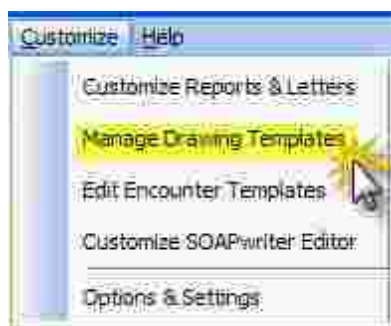 Customize Help
Customize Reports & Letters
Manage Drawing Templates
Edit Encounter Templates
Customize SOAPwriter Editor
Options & Settings